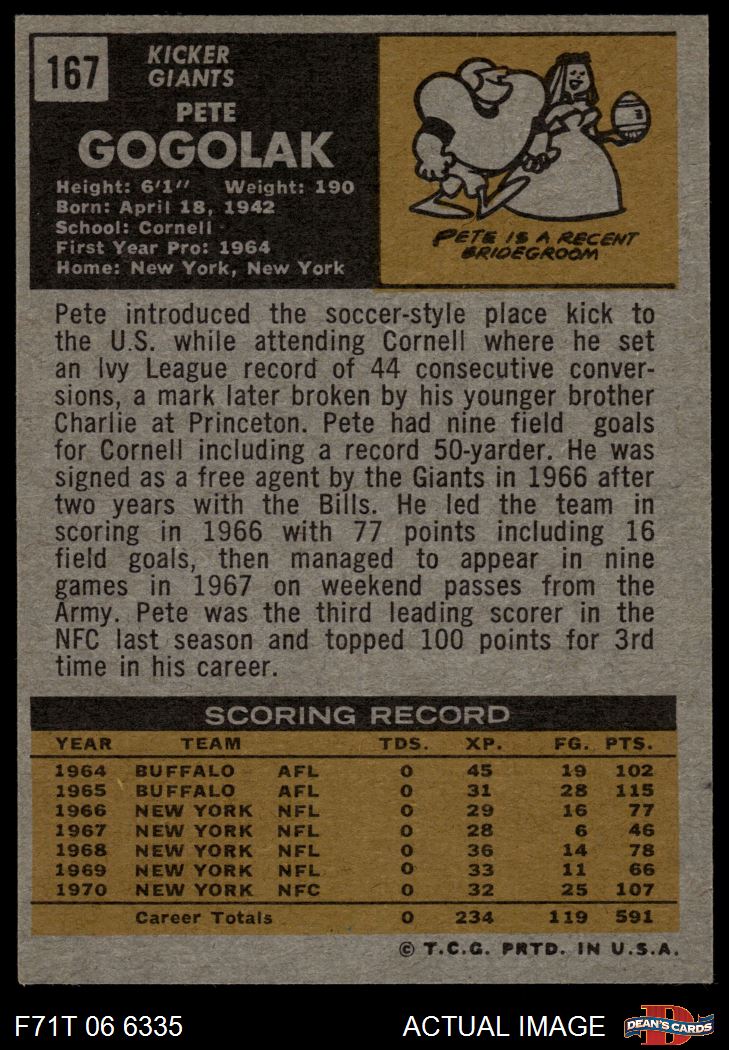 167
KICKER
GIANTS
PETE
GOGOLAK
Height: 6'1" Weight: 190
Born: April 18, 1942
School: Cornell
First Year Pro: 1964
Home: New York, New York
PETE IS A RECENT
BRIDEGROOM
Pete introduced the soccer-style place kick to
the U.S. while attending Cornell where he set
an Ivy League record of 44 consecutive conver-
sions, a mark later broken by his younger brother
Charlie at Princeton. Pete had nine field goals
for Cornell including a record 50-yarder. He was
signed as a free agent by the Giants in 1966 after
two years with the Bills. He led the team in
scoring in 1966 with 77 points including 16
field goals, then managed to appear in nine
games in 1967 on weekend passes from the
Army. Pete was the third leading scorer in the
NFC last season and topped 100 points for 3rd
time in his career.
SCORING RECORD
YEAR TEAM TDS. XP. FG. PTS.
1964 BUFFALO AFL 0 45 19 102
1965 BUFFALO AFL 0 31 28 115
1966 NEW YORK NFL 0 29 16 77
1967 NEW YORK NFL 0 28 6 46
1968 NEW YORK NFL 0 36 14 78
1969 NEW YORK NFL 0 33 11 66
1970 NEW YORK NFC 0 32 25 107
Career Totals 0 234 119 591
© T.C.G. PRTD. IN U.S.A.
F71T 06 6335 ACTUAL IMAGE D DEAN'S CARDS